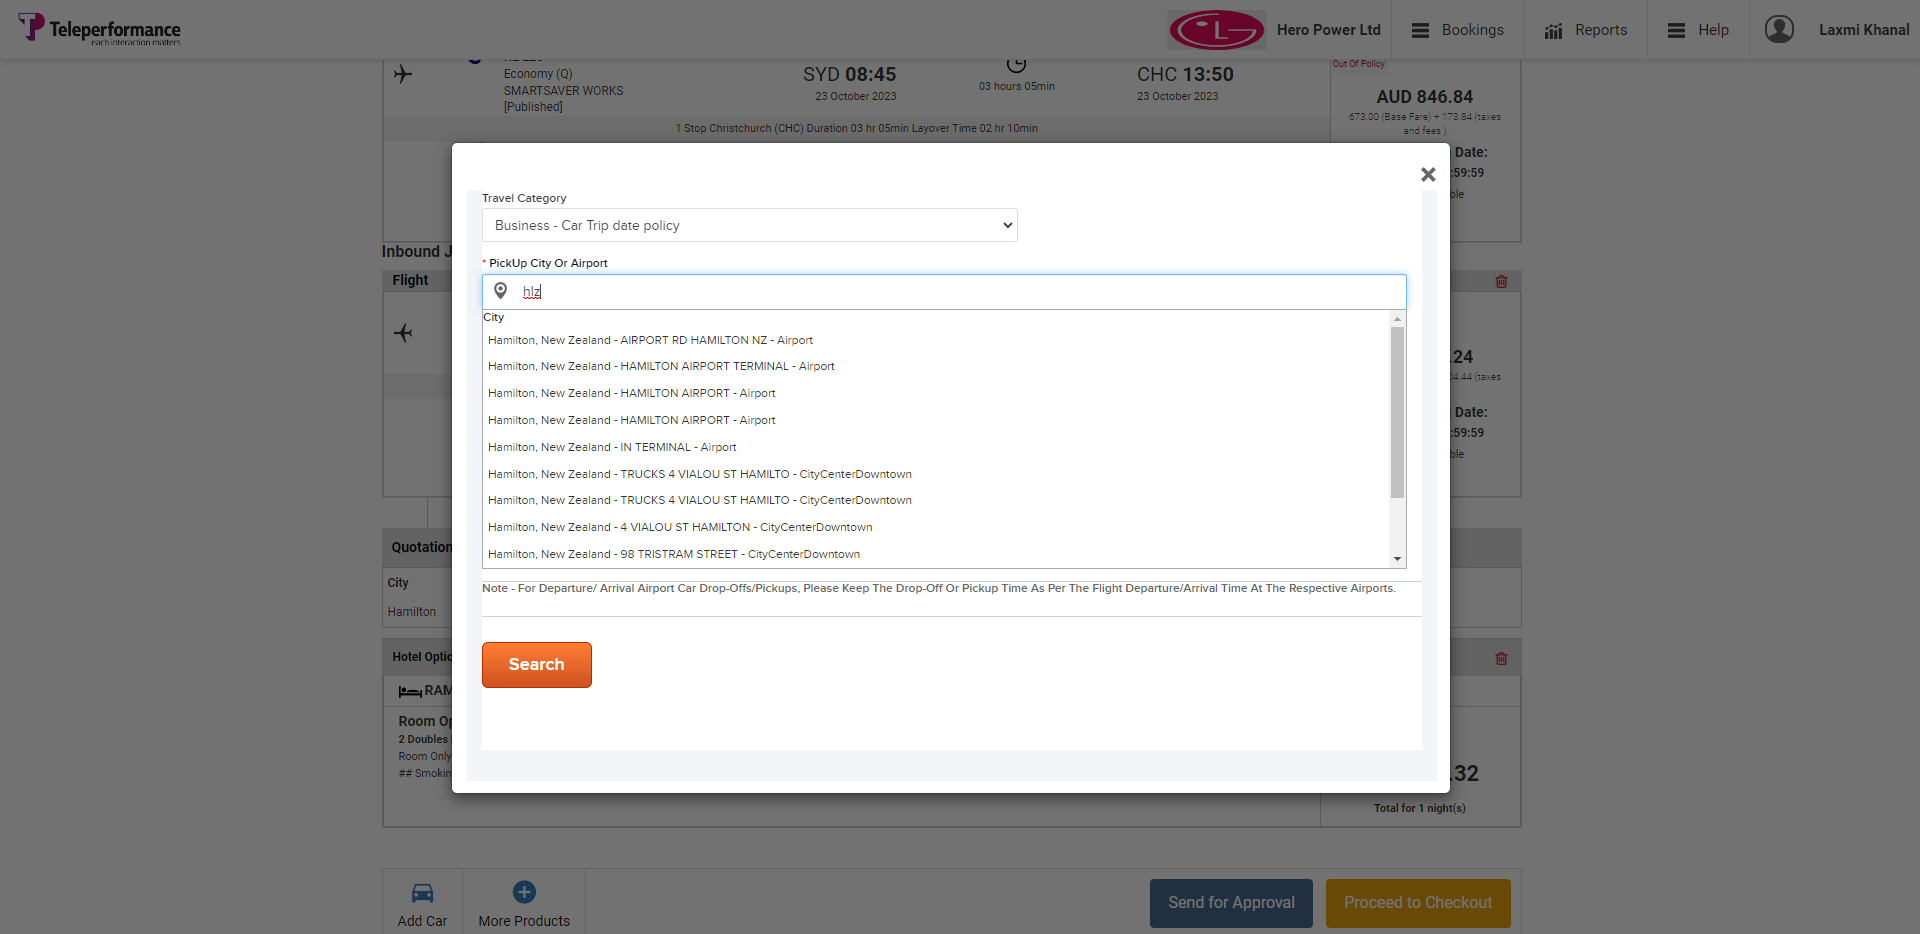 Teleperformance
each interaction matters
LG
Hero Power Ltd
Bookings
Reports
Help
Laxmi Khanal
Economy (Q)
SMARTSAVER WORKS
[Published]
SYD 08:45
23 October 2023
03 hours 05min
CHC 13:50
23 October 2023
Out Of Policy
AUD 846.84
673.00 (Base Fare) + 173.84 (taxes
and fees )
1 Stop Christchurch (CHC) Duration 03 hr 05min Layover Time 02 hr 10min
Date:
:59:59
ble
Inbound J
Flight
.24
04.44 (taxes
Date:
:59:59
ble
Travel Category
Business - Car Trip date policy
* PickUp City Or Airport
hlz
City
Hamilton, New Zealand - AIRPORT RD HAMILTON NZ - Airport
Hamilton, New Zealand - HAMILTON AIRPORT TERMINAL - Airport
Hamilton, New Zealand - HAMILTON AIRPORT - Airport
Hamilton, New Zealand - HAMILTON AIRPORT - Airport
Hamilton, New Zealand - IN TERMINAL - Airport
Hamilton, New Zealand - TRUCKS 4 VIALOU ST HAMILTO - CityCenterDowntown
Hamilton, New Zealand - TRUCKS 4 VIALOU ST HAMILTO - CityCenterDowntown
Hamilton, New Zealand - 4 VIALOU ST HAMILTON - CityCenterDowntown
Hamilton, New Zealand - 98 TRISTRAM STREET - CityCenterDowntown
Note - For Departure/ Arrival Airport Car Drop-Offs/Pickups, Please Keep The Drop-Off Or Pickup Time As Per The Flight Departure/Arrival Time At The Respective Airports.
Search
Quotation
City
Hamilton
Hotel Optio
RAM
Room Op
2 Doubles
Room Only
## Smokin
.32
Total for 1 night(s)
Add Car
More Products
Send for Approval
Proceed to Checkout